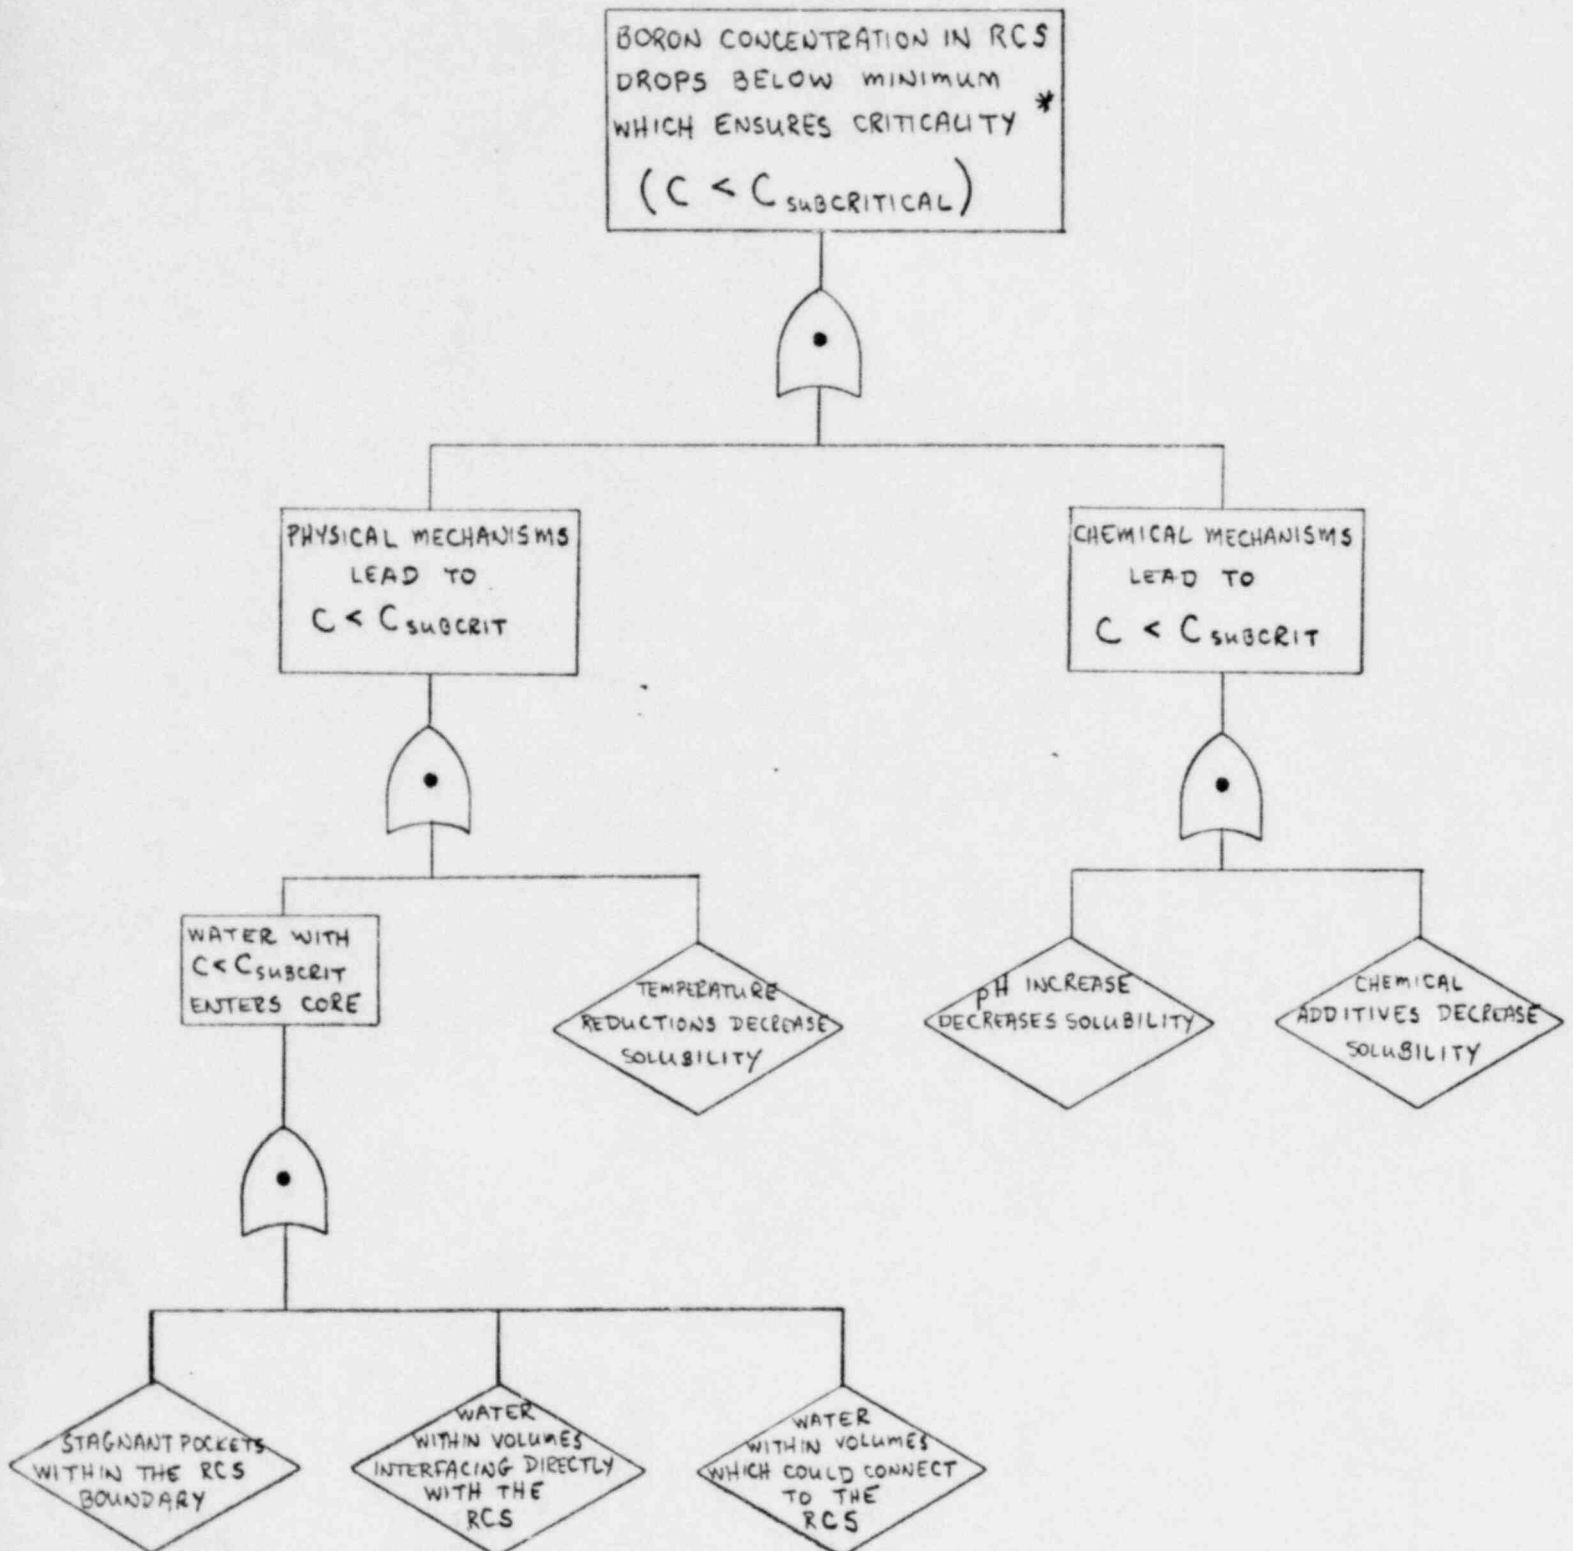 BORON CONCENTRATION IN RCS
DROPS BELOW MINIMUM
WHICH ENSURES CRITICALITY *
(C < C SUBCRITICAL)
PHYSICAL MECHANISMS
LEAD TO
C < C SUBCRIT
CHEMICAL MECHANISMS
LEAD TO
C < C SUBCRIT
WATER WITH
C < C SUBCRIT
ENTERS CORE
TEMPERATURE
REDUCTIONS DECREASE
SOLUBILITY
pH INCREASE
DECREASES SOLUBILITY
CHEMICAL
ADDITIVES DECREASE
SOLUBILITY
STAGNANT POCKETS
WITHIN THE RCS
BOUNDARY
WATER
WITHIN VOLUMES
INTERFACING DIRECTLY
WITH THE
RCS
WATER
WITHIN VOLUMES
WHICH COULD CONNECT
TO THE
RCS